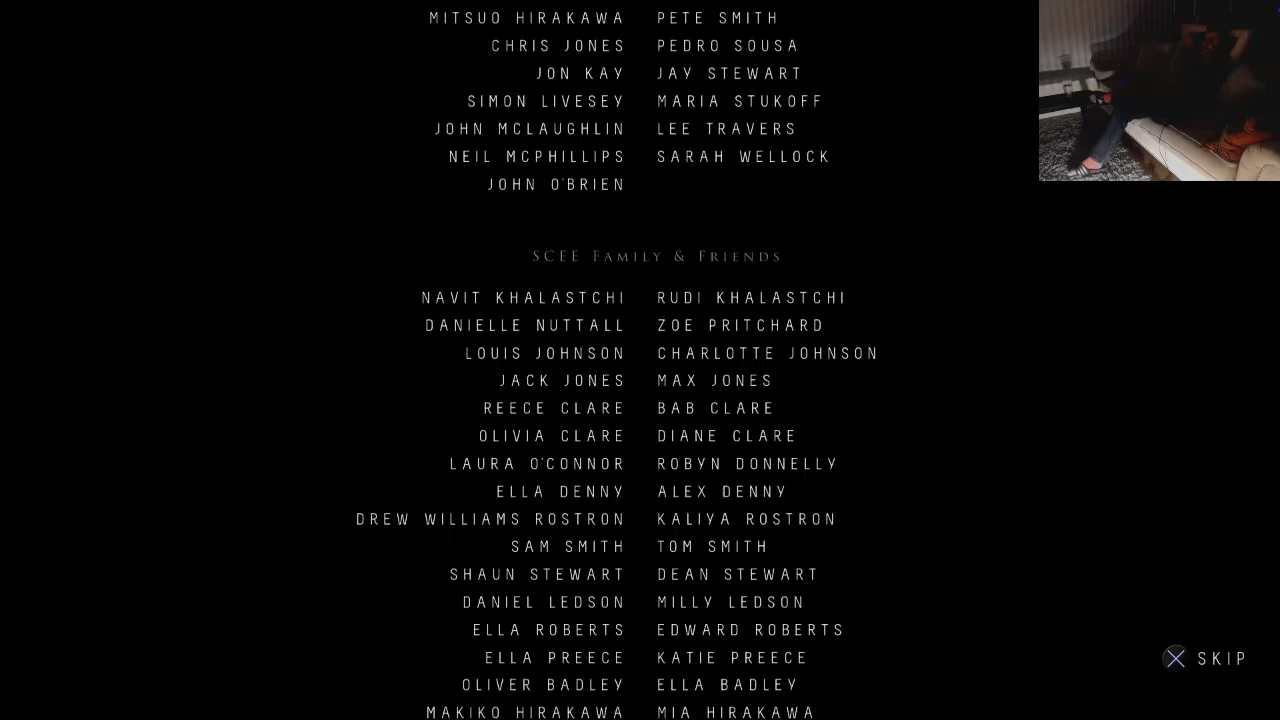 MITSUO HIRAKAWA PETE SMITH
CHRIS JONES PEDRO SOUSA
JON KAY JAY STEWART
SIMON LIVESEY MARIA STUKOFF
JOHN MCLAUGHLIN LEE TRAVERS
NEIL MCPHILLIPS SARAH WELLOCK
JOHN O'BRIEN
SCEE FAMILY & FRIENDS
NAVIT KHALASTCHI RUDI KHALASTCHI
DANIELLE NUTTALL ZOE PRITCHARD
LOUIS JOHNSON CHARLOTTE JOHNSON
JACK JONES MAX JONES
REECE CLARE BAB CLARE
OLIVIA CLARE DIANE CLARE
LAURA O'CONNOR ROBYN DONNELLY
ELLA DENNY ALEX DENNY
DREW WILLIAMS ROSTRON KALIYA ROSTRON
SAM SMITH TOM SMITH
SHAUN STEWART DEAN STEWART
DANIEL LEDSON MILLY LEDSON
ELLA ROBERTS EDWARD ROBERTS
ELLA PREECE KATIE PREECE
SKIP
OLIVER BADLEY ELLA BADLEY
MAKIKO HIRAKAWA MIA HIRAKAWA